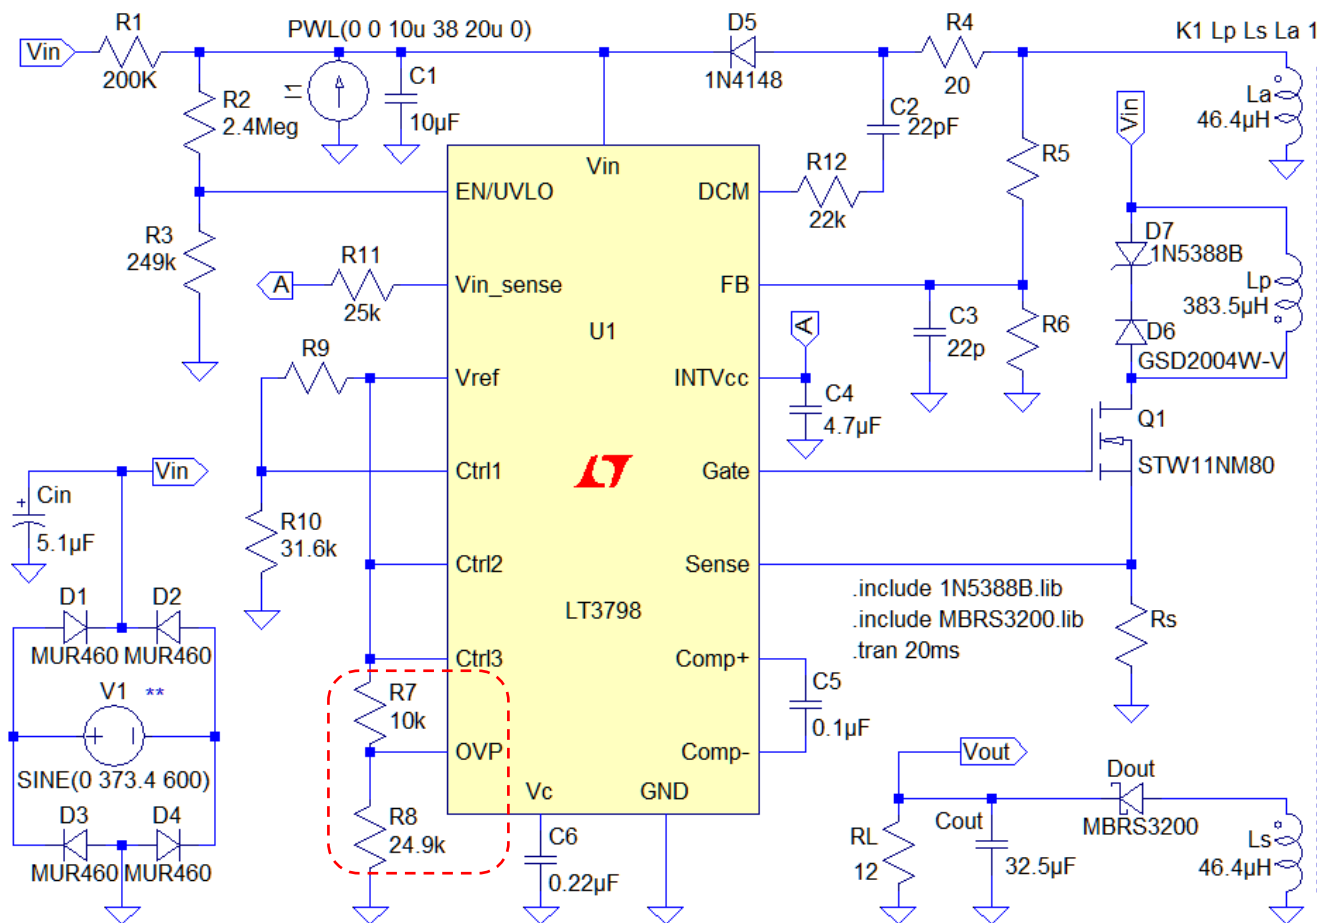 R1
PWL(0 0 10u 38 20u 0)
D5
R4
K1 Lp Ls La 1
Vin
200K
1N4148
20
R2
2.4Meg
I1
C1
10µF
C2
22pF
La
46.4µH
Vin
Vin
R12
22k
R5
EN/UVLO
DCM
R3
249k
R11
25k
A
Vin_sense
FB
D7
1N5388B
Lp
383.5µH
U1
A
C3
22p
R6
D6
GSD2004W-V
R9
Vref
INTVcc
C4
4.7µF
Q1
STW11NM80
Vin
Ctrl1
Gate
Cin
5.1µF
R10
31.6k
Ctrl2
Sense
.include 1N5388B.lib
.include MBRS3200.lib
.tran 20ms
Rs
D1
D2
MUR460
MUR460
LT3798
Ctrl3
Comp+
V1
**
R7
10k
C5
0.1µF
SINE(0 373.4 600)
OVP
Comp-
Vout
Vc
GND
Dout
MBRS3200
D3
D4
MUR460
MUR460
R8
24.9k
C6
0.22µF
RL
12
Cout
32.5µF
Ls
46.4µH